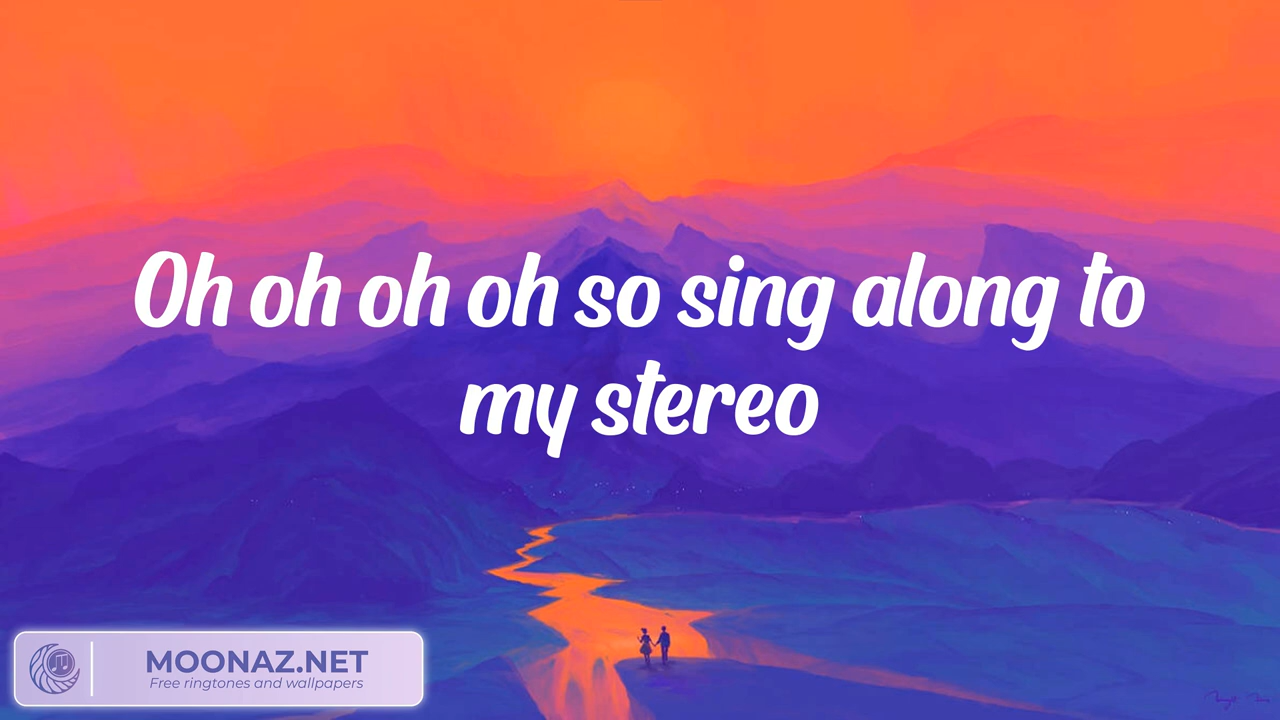 Oh oh oh oh so sing along to
my stereo
MOONAZ.NET
Free ringtones and wallpapers